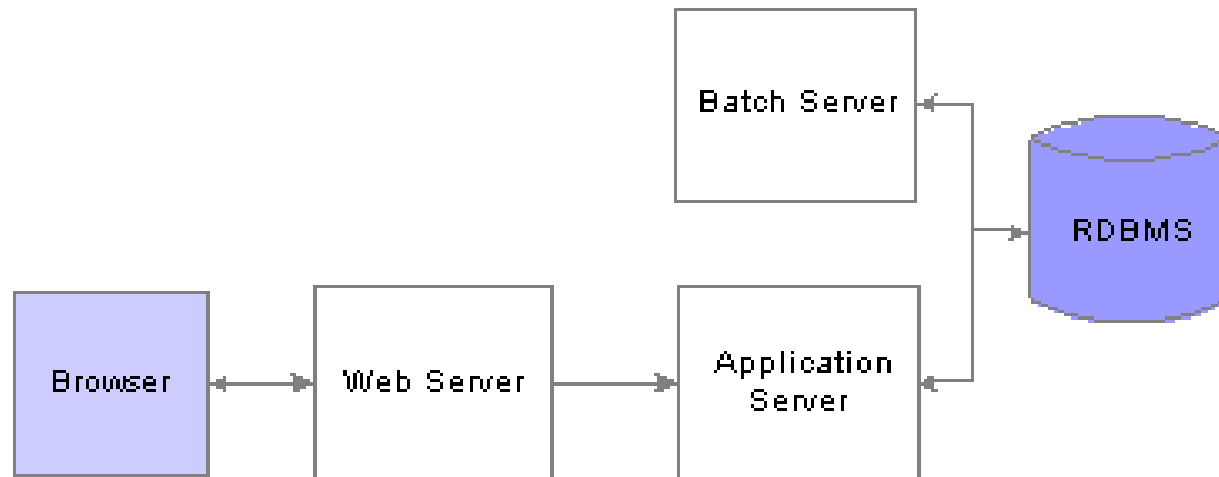 Batch Server
RDBMS
Browser
Web Server
Application
Server